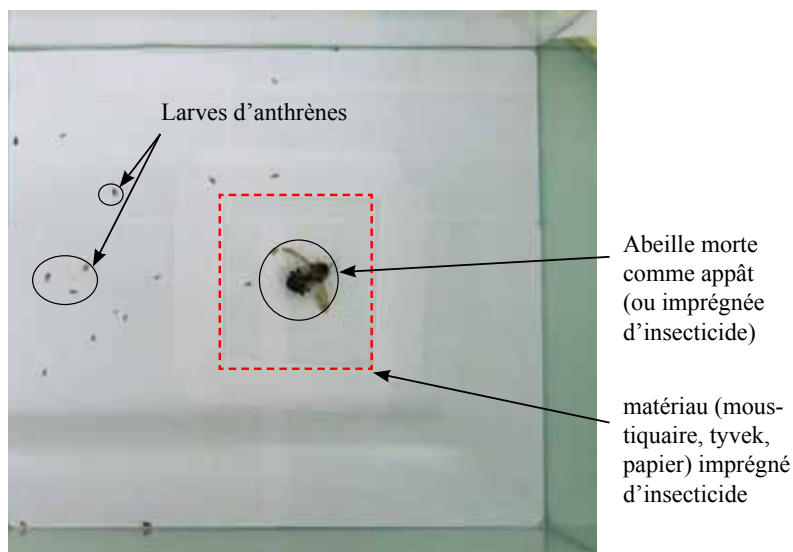 Larves d'anthrènes
Abeille morte
comme appât
(ou imprégnée
d'insecticide)
matériau (mous-
tiquaire, tyvek,
papier) imprégné
d'insecticide